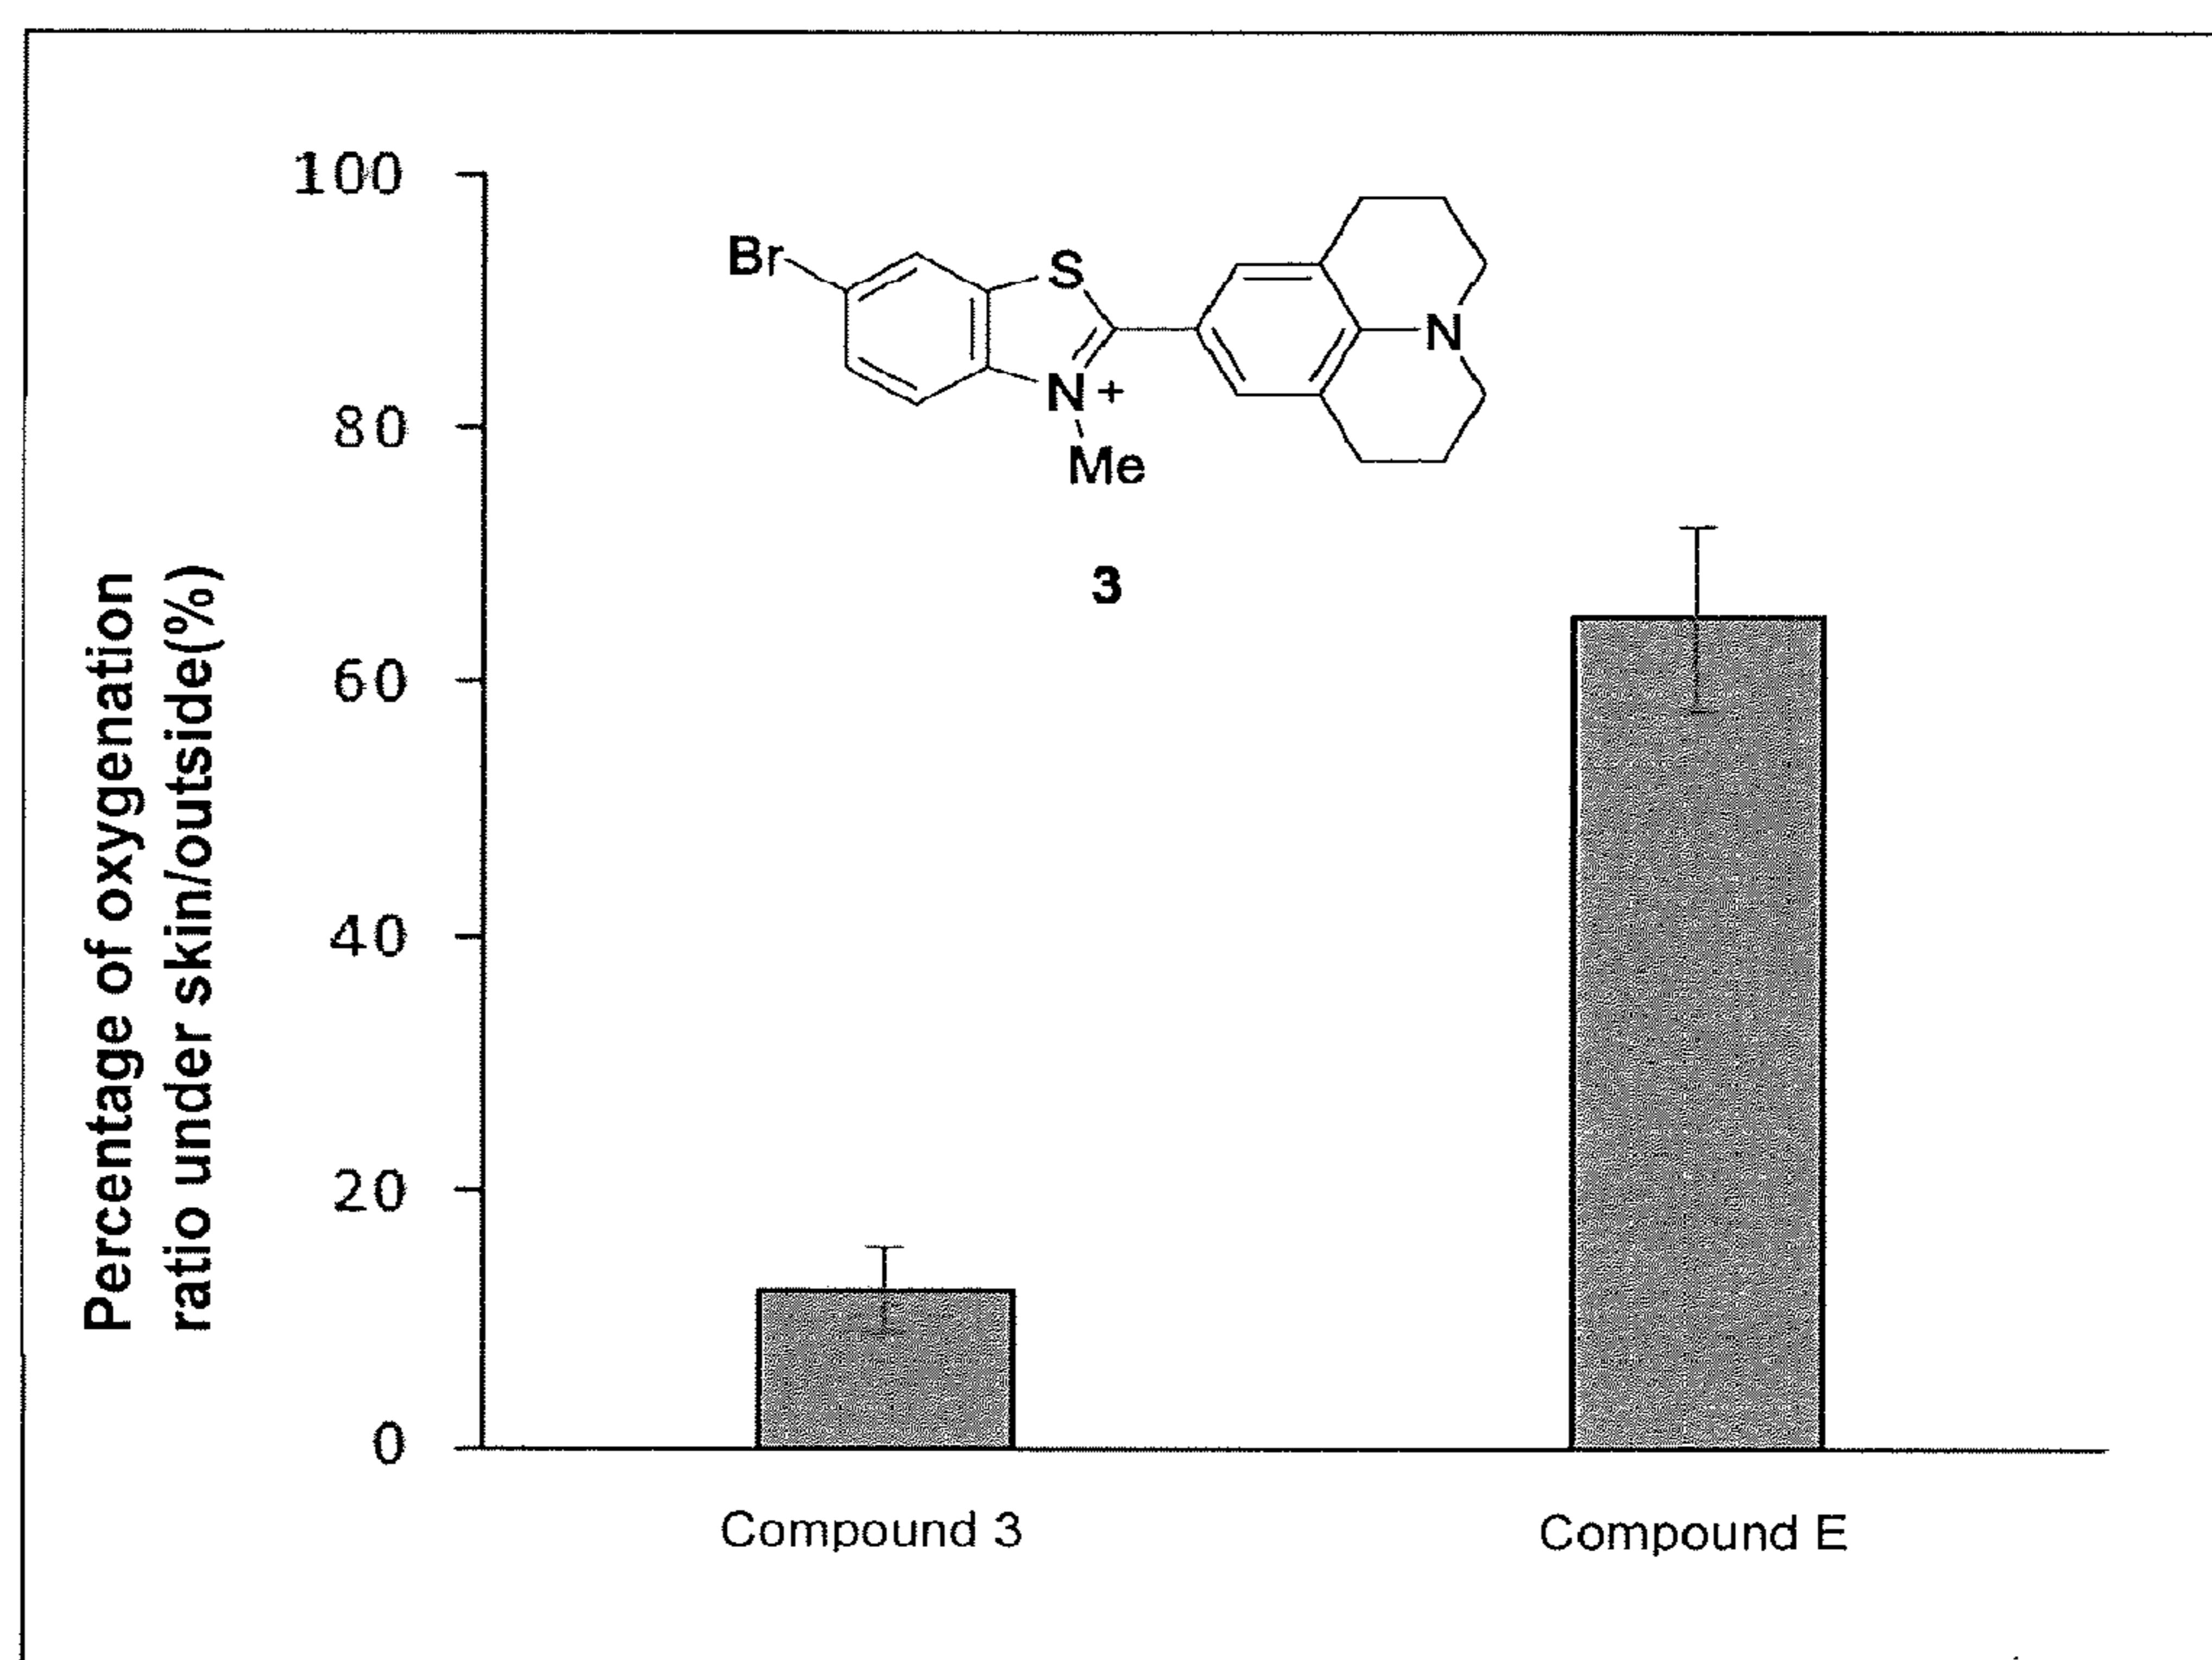 100
80
60
40
20
0
Percentage of oxygenation
ratio under skin/outside(%)
Br
S
N
N+
Me
3
Compound 3
Compound E